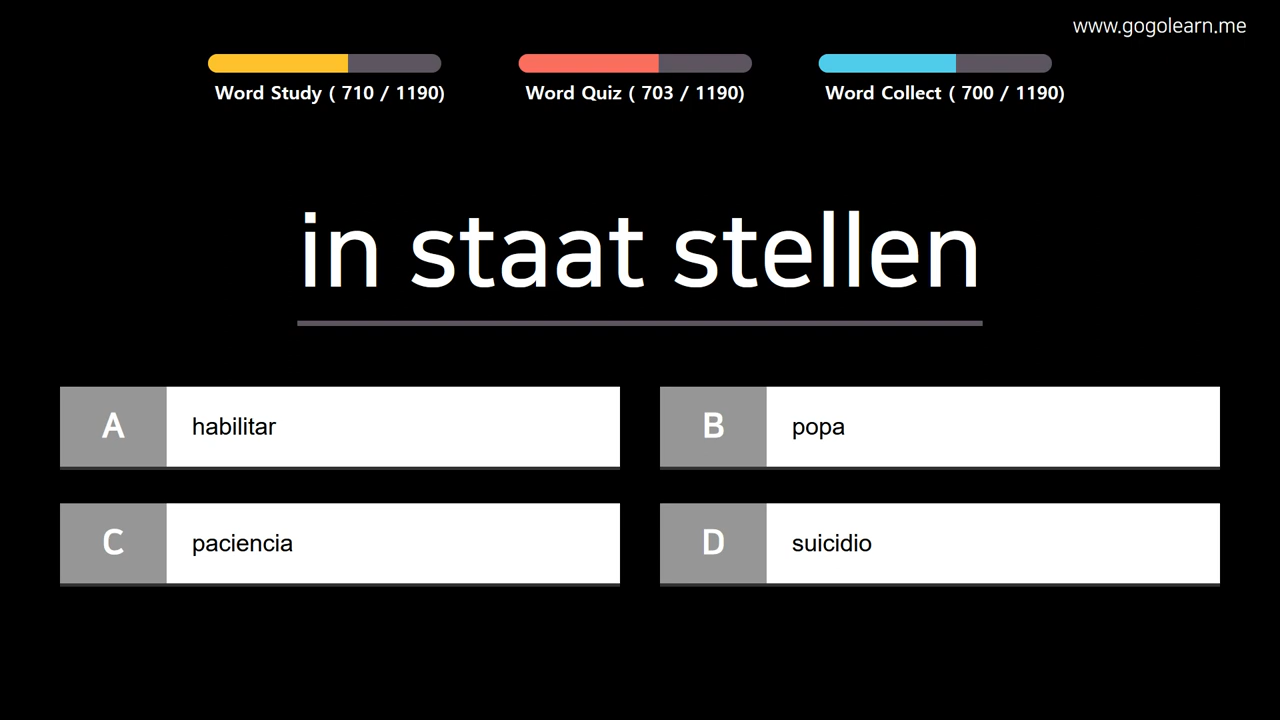 www.gogolearn.me
Word Study ( 710 / 1190)
Word Quiz ( 703 / 1190)
Word Collect ( 700 / 1190)
in staat stellen
A habilitar
B popa
C paciencia
D suicidio